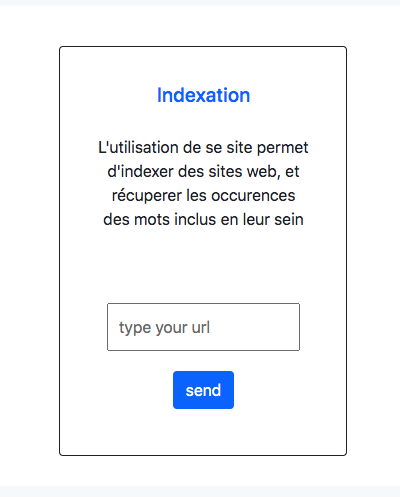 Indexation
L'utilisation de se site permet
d'indexer des sites web, et
récuperer les occurences
des mots inclus en leur sein
type your url
send